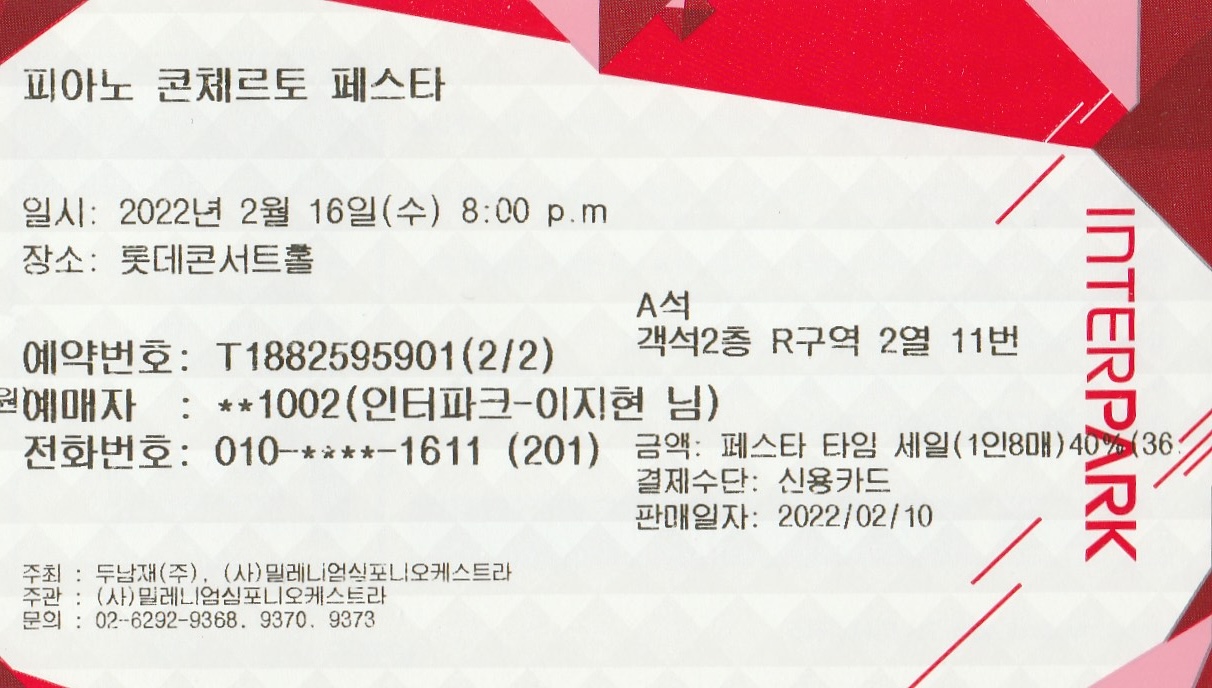 피아노 콘체르토 페스타
일시: 2022년 2월 16일(수) 8:00 p.m
장소: 롯데콘서트홀
A석
객석2층 R구역 2열 11번
예약번호: T1882595901(2/2)
원예매자 : **1002(인터파크-이지현 님)
전화번호: 010-****-1611 (201)
금액: 페스타 타임 세일(1인8매)40%(36
결제수단: 신용카드
판매일자: 2022/02/10
주최 : 두남재(주), (사)밀레니엄심포니오케스트라
주관 : (사)밀레니엄심포니오케스트라
문의 : 02-6292-9368. 9370. 9373
INTERPARK